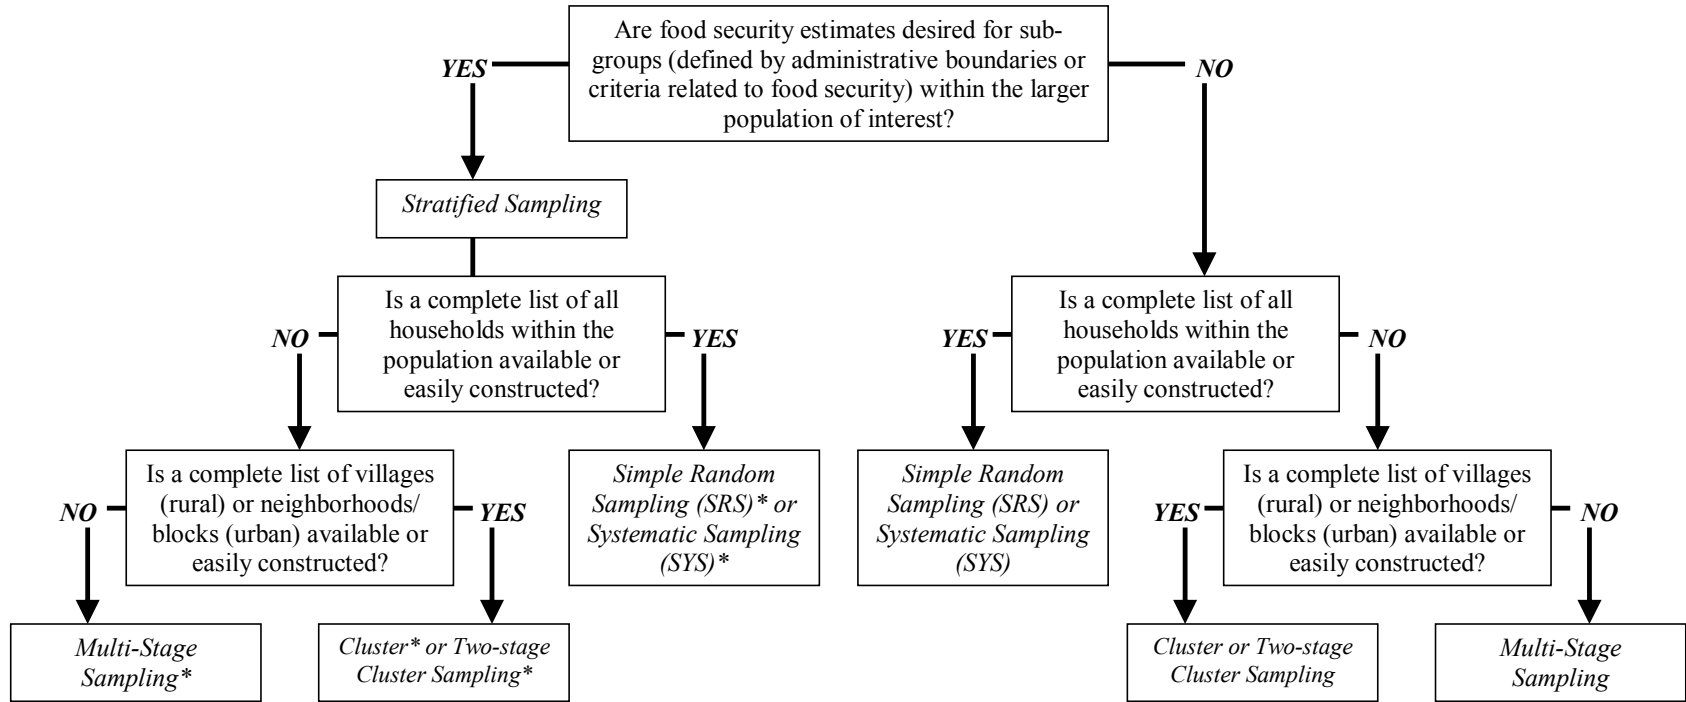 Are food security estimates desired for sub-
groups (defined by administrative boundaries or
criteria related to food security) within the larger
population of interest?
YES
NO
Stratified Sampling
Is a complete list of all
households within the
population available or
easily constructed?
NO
YES
Is a complete list of all
households within the
population available or
easily constructed?
YES
NO
Is a complete list of villages
(rural) or neighborhoods/
blocks (urban) available or
easily constructed?
NO
YES
Simple Random
Sampling (SRS)* or
Systematic Sampling
(SYS)*
Simple Random
Sampling (SRS) or
Systematic Sampling
(SYS)
Is a complete list of villages
(rural) or neighborhoods/
blocks (urban) available or
easily constructed?
YES
NO
Multi-Stage
Sampling*
Cluster* or Two-stage
Cluster Sampling*
Cluster or Two-stage
Cluster Sampling
Multi-Stage
Sampling